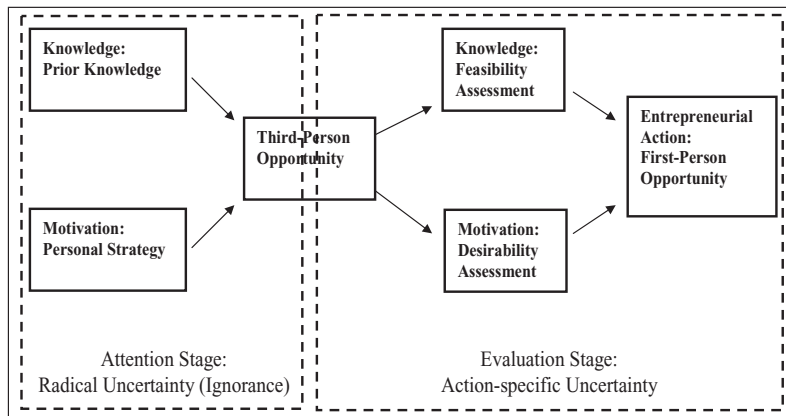 Knowledge:
Prior Knowledge
Motivation:
Personal Strategy
Third-Person
Opportunity
Knowledge:
Feasibility
Assessment
Motivation:
Desirability
Assessment
Entrepreneurial
Action:
First-Person
Opportunity
Attention Stage:
Radical Uncertainty (Ignorance)
Evaluation Stage:
Action-specific Uncertainty